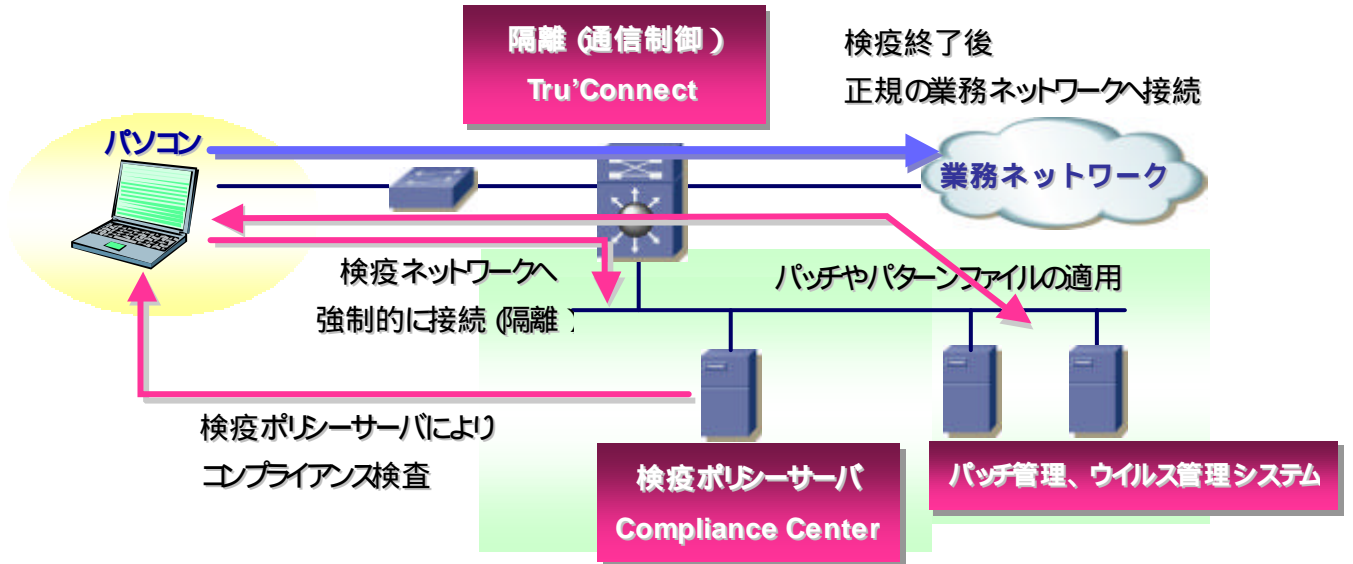 隔離（通信制御）
Tru'Connect
検疫終了後
正規の業務ネットワークへ接続
パソコン
業務ネットワーク
検疫ネットワークへ
強制的に接続（隔離）
パッチやパターンファイルの適用
検疫ポリシーサーバにより
コンプライアンス検査
検疫ポリシーサーバ
Compliance Center
パッチ管理、ウイルス管理システム